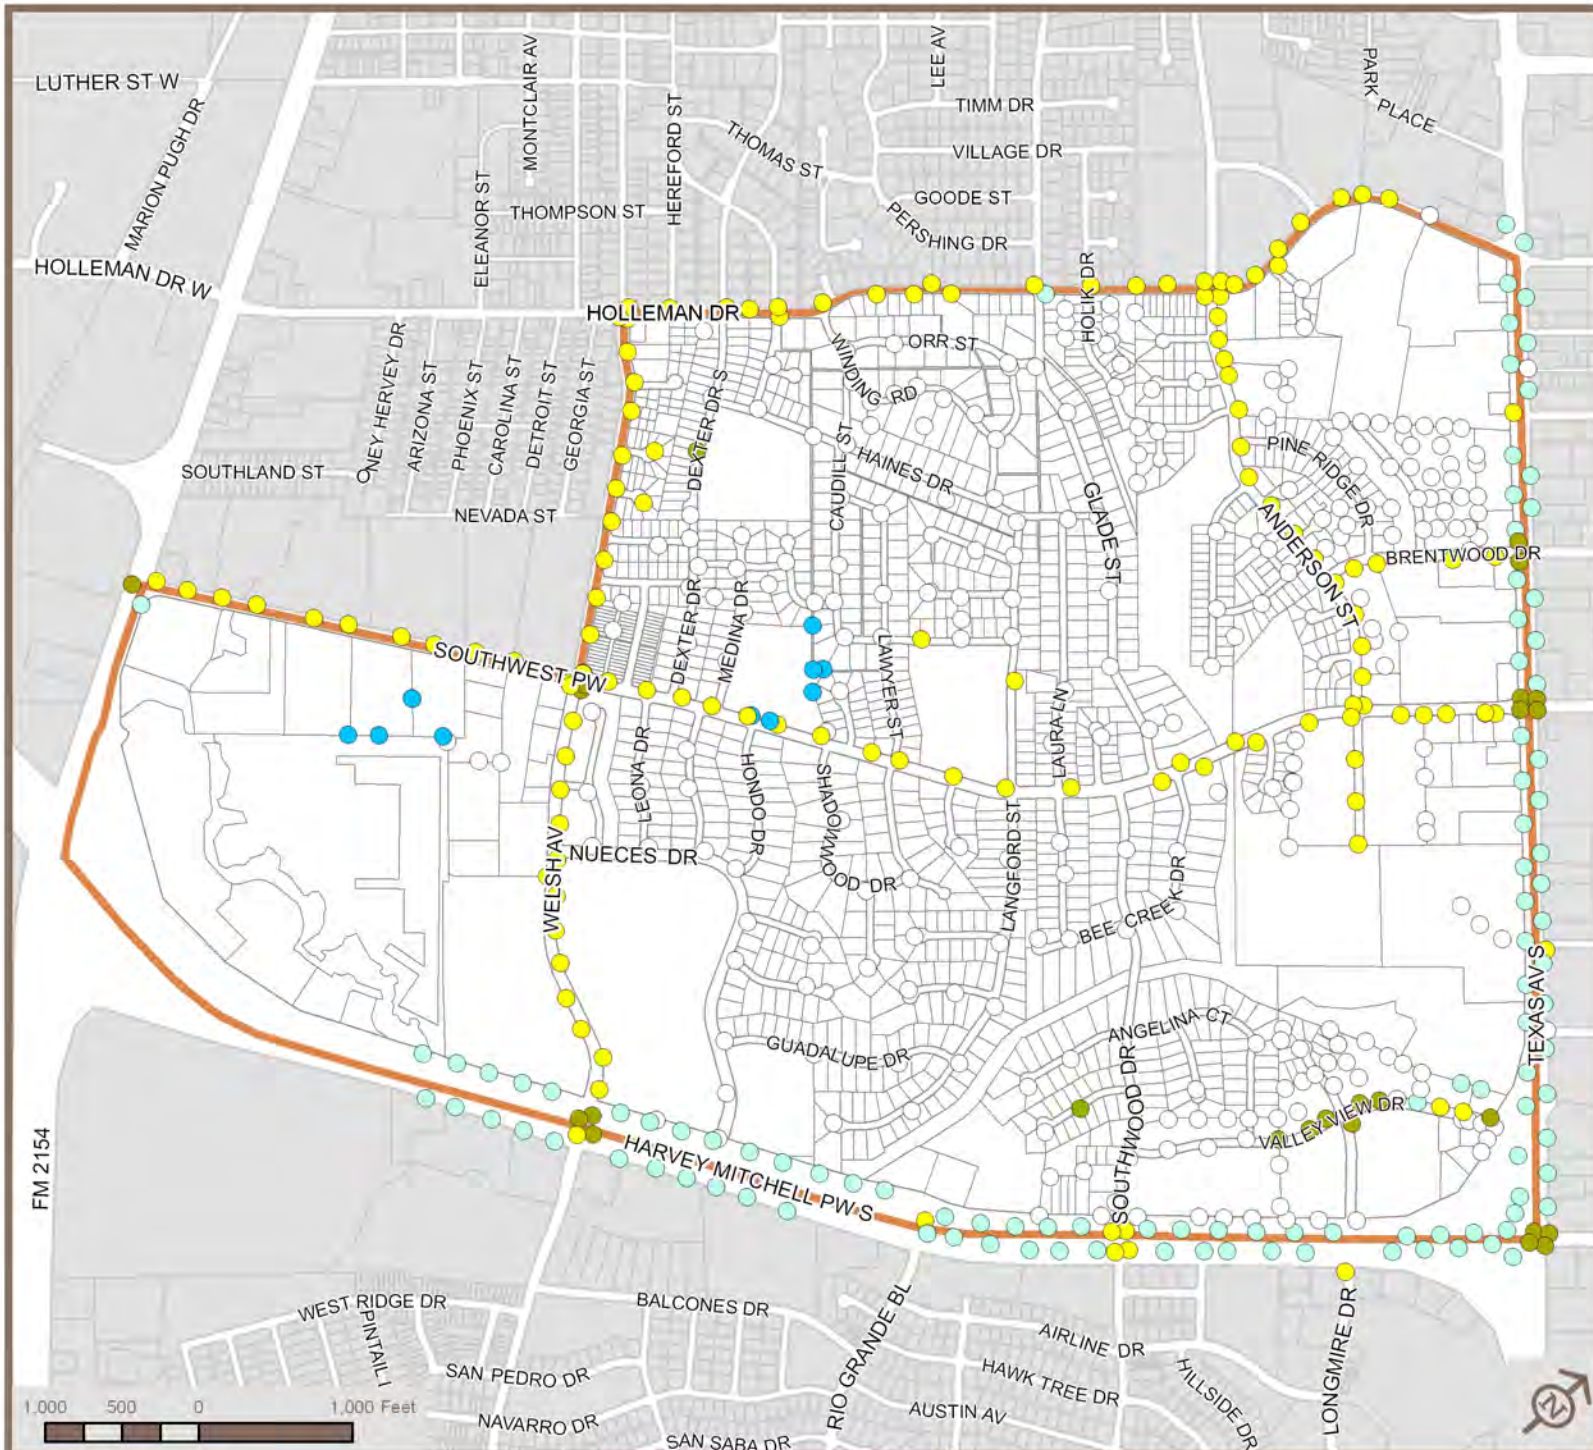 LUTHER ST W
MARION PUGH DR
MONTCLAIR AV
HEREFORD ST
LEE AV
TIMM DR
PARK PLACE
THOMAS ST
VILLAGE DR
ELEANOR ST
THOMPSON ST
GOODE ST
PERSHING DR
HOLLEMAN DR W
HOLIK DR
HOLLEMAN DR
WINDING RD
ORR ST
ONEY HERVEY DR
ARIZONA ST
PHOENIX ST
CAROLINA ST
DETROIT ST
GEORGIA ST
DEXTER DR S
CAUDILL ST
HAINES DR
PINE RIDGE DR
SOUTHLAND ST
NEVADA ST
GLADE ST
ANDERSON ST
BRENTWOOD DR
DEXTER DR
MEDINA DR
LAWYER ST
SOUTHWEST PW
LAURA LN
LEONA DR
HONDO DR
SHADOWWOOD DR
LANGFORD ST
WELSH AV
NUECES DR
BEE CREEK DR
TEXAS AV S
ANGELINA CT
GUADALUPE DR
SOUTHWOOD DR
VALLEY VIEW DR
FM 2154
HARVEY MITCHELL PW S
WEST RIDGE DR
PINTAIL
BALCONES DR
RIO GRANDE BL
AIRLINE DR
LONGMIRE DR
SAN PEDRO DR
HAWK TREE DR
HILLSIDE DR
NAVARRO DR
AUSTIN AV
SAN SABA DR
1,000 500 0 1,000 Feet
N